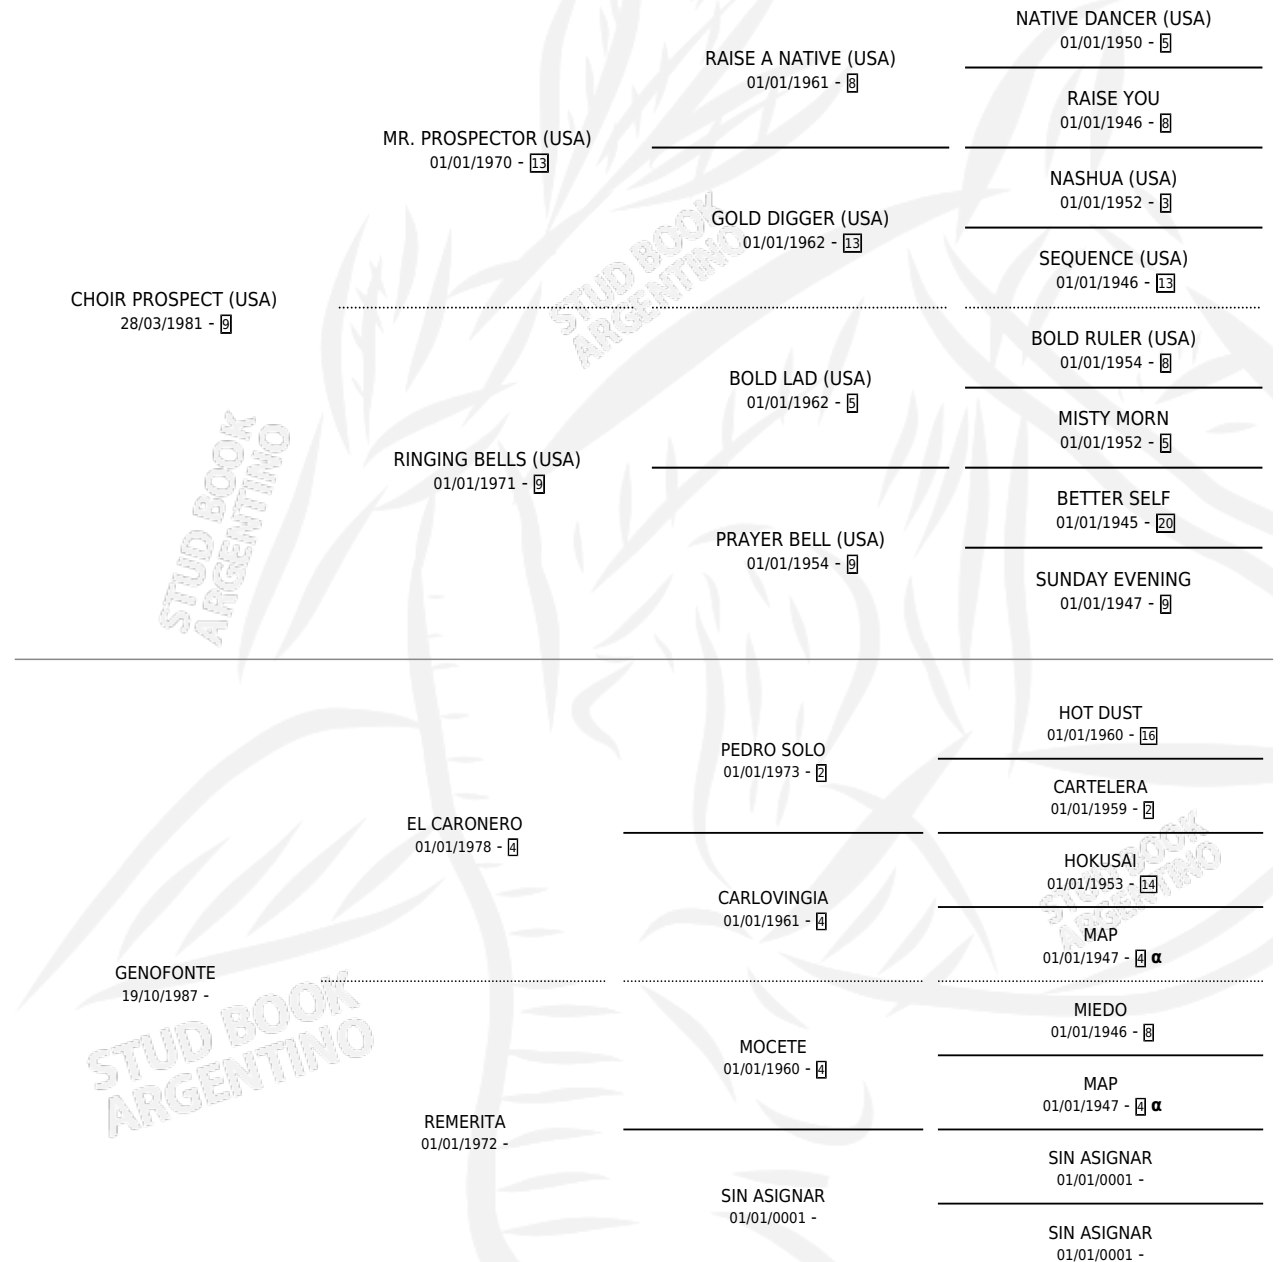 NATIVE DANCER (USA)
01/01/1950 - 5
RAISE A NATIVE (USA)
01/01/1961 - 8
RAISE YOU
01/01/1946 - 8
MR. PROSPECTOR (USA)
01/01/1970 - 13
NASHUA (USA)
01/01/1952 - 3
GOLD DIGGER (USA)
01/01/1962 - 13
SEQUENCE (USA)
01/01/1946 - 13
CHOIR PROSPECT (USA)
28/03/1981 - 9
BOLD RULER (USA)
01/01/1954 - 8
BOLD LAD (USA)
01/01/1962 - 5
MISTY MORN
01/01/1952 - 5
RINGING BELLS (USA)
01/01/1971 - 9
BETTER SELF
01/01/1945 - 20
PRAYER BELL (USA)
01/01/1954 - 9
SUNDAY EVENING
01/01/1947 - 9
HOT DUST
01/01/1960 - 16
PEDRO SOLO
01/01/1973 - 2
CARTELERA
01/01/1959 - 2
EL CARONERO
01/01/1978 - 4
HOKUSAI
01/01/1953 - 14
CARLOVINGIA
01/01/1961 - 4
MAP
01/01/1947 - 4 α
GENOFONTE
19/10/1987 -
MIEDO
01/01/1946 - 8
MOCETE
01/01/1960 - 4
MAP
01/01/1947 - 4 α
REMERITA
01/01/1972 -
SIN ASIGNAR
01/01/0001 -
SIN ASIGNAR
01/01/0001 -
SIN ASIGNAR
01/01/0001 -
STUD BOOK
ARGENTINO
STUD BOOK
ARGENTINO
STUD BOOK
ARGENTINO
STUD BOOK
ARGENTINO